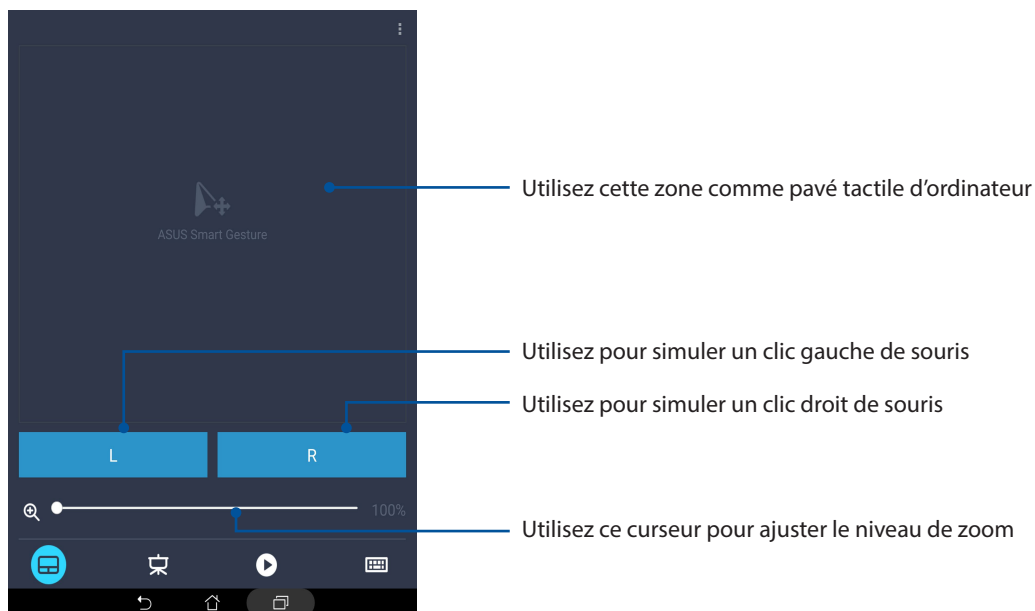 ASUS Smart Gesture
Utilisez cette zone comme pavé tactile d'ordinateur
Utilisez pour simuler un clic gauche de souris
Utilisez pour simuler un clic droit de souris
L
R
100%
Utilisez ce curseur pour ajuster le niveau de zoom